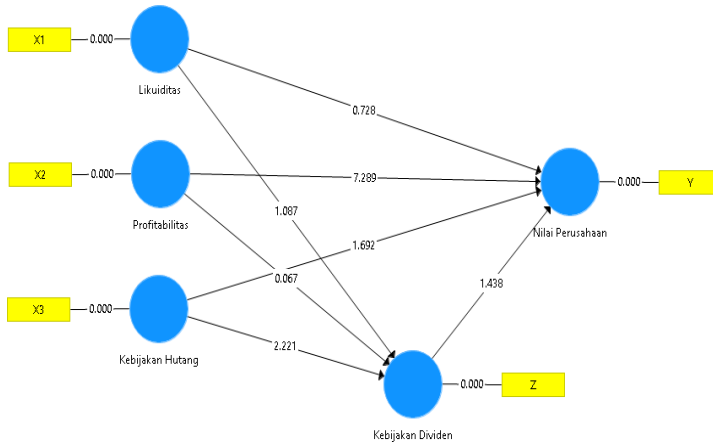 X1
0.000
Likuiditas
0.728
X2
0.000
7.289
0.000
Y
Profitabilitas
1.087
Nilai Perusahaan
1.692
0.067
1.438
X3
0.000
2.221
Kebijakan Hutang
0.000
Z
Kebijakan Dividen